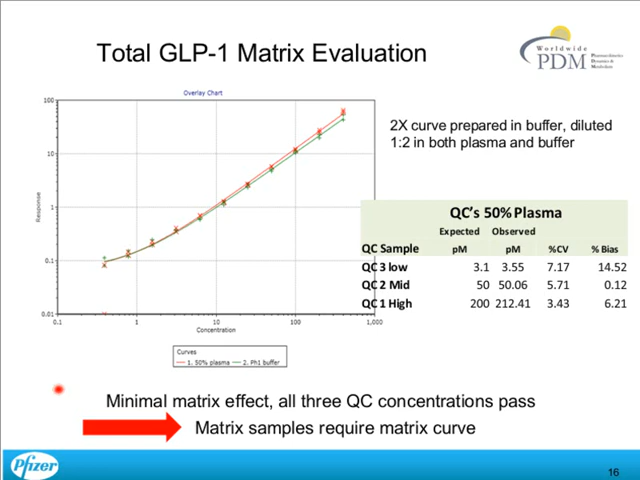 Total GLP-1 Matrix Evaluation
Worldwide
PDM
Pharmacokinetics
Dynamics &
Metabolism
Overlay Chart
2X curve prepared in buffer, diluted
1:2 in both plasma and buffer
100
10
1
0.1
0.01
Response
0.1 1 10 100 1,000
Concentration
Curves
1. 50% plasma 2. Ph1 buffer
QC's 50% Plasma
Expected Observed
QC Sample pM pM %CV % Bias
QC 3 low 3.1 3.55 7.17 14.52
QC 2 Mid 50 50.06 5.71 0.12
QC 1 High 200 212.41 3.43 6.21
Minimal matrix effect, all three QC concentrations pass
Matrix samples require matrix curve
Pfizer
16